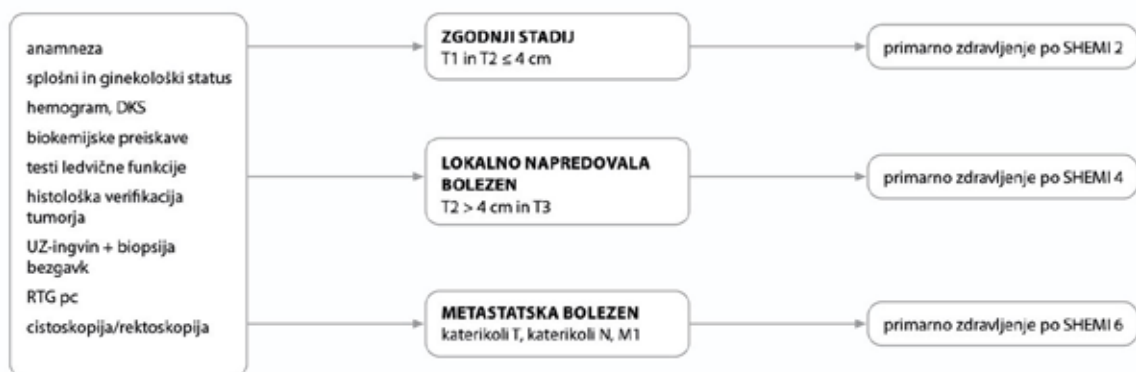 anamneza
splošni in ginekološki status
hemogram, DKS
biokemijske preiskave
testi ledvične funkcije
histološka verifikacija
tumorja
UZ-ingvin + biopsija
bezgavk
RTG pc
cistoskopija/rektoskopija
ZGODNJI STADIJ
T1 in T2 ≤ 4 cm
primarno zdravljenje po SHEMI 2
LOKALNO NAPREDOVALA
BOLEZEN
T2 > 4 cm in T3
primarno zdravljenje po SHEMI 4
METASTATSKA BOLEZEN
katerikoli T, katerikoli N, M1
primarno zdravljenje po SHEMI 6